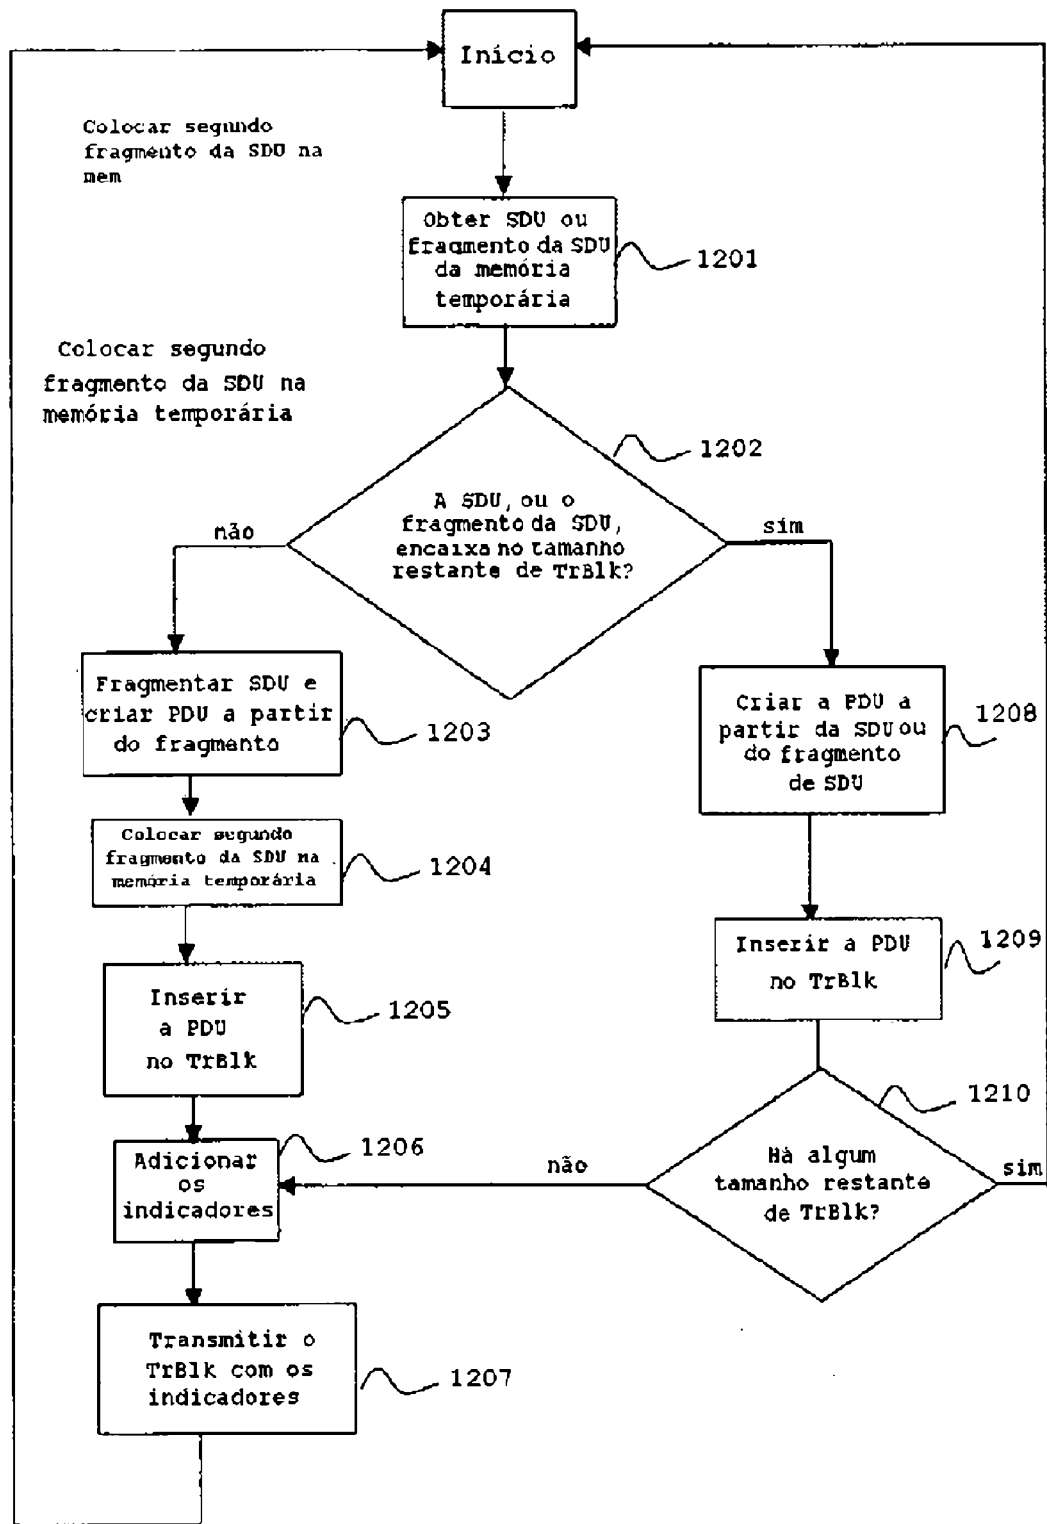 Início
Colocar segundo
fragmento da SDU na
mem
Obter SDU ou
fragmento da SDU
da memória
temporária
1201
Colocar segundo
fragmento da SDU na
memória temporária
1202
A SDU, ou o
fragmento da SDU,
encaixa no tamanho
restante de TrBlk?
não
sim
Fragmentar SDU e
criar PDU a partir
do fragmento
1203
Criar a PDU a
partir da SDU ou
do fragmento
de SDU
1208
Colocar segundo
fragmento da SDU na
memória temporária
1204
Inserir a PDU
no TrBlk
1209
Inserir
a PDU
no TrBlk
1205
1210
Há algum
tamanho restante
de TrBlk?
não
sim
Adicionar
os
indicadores
1206
Transmitir o
TrBlk com os
indicadores
1207